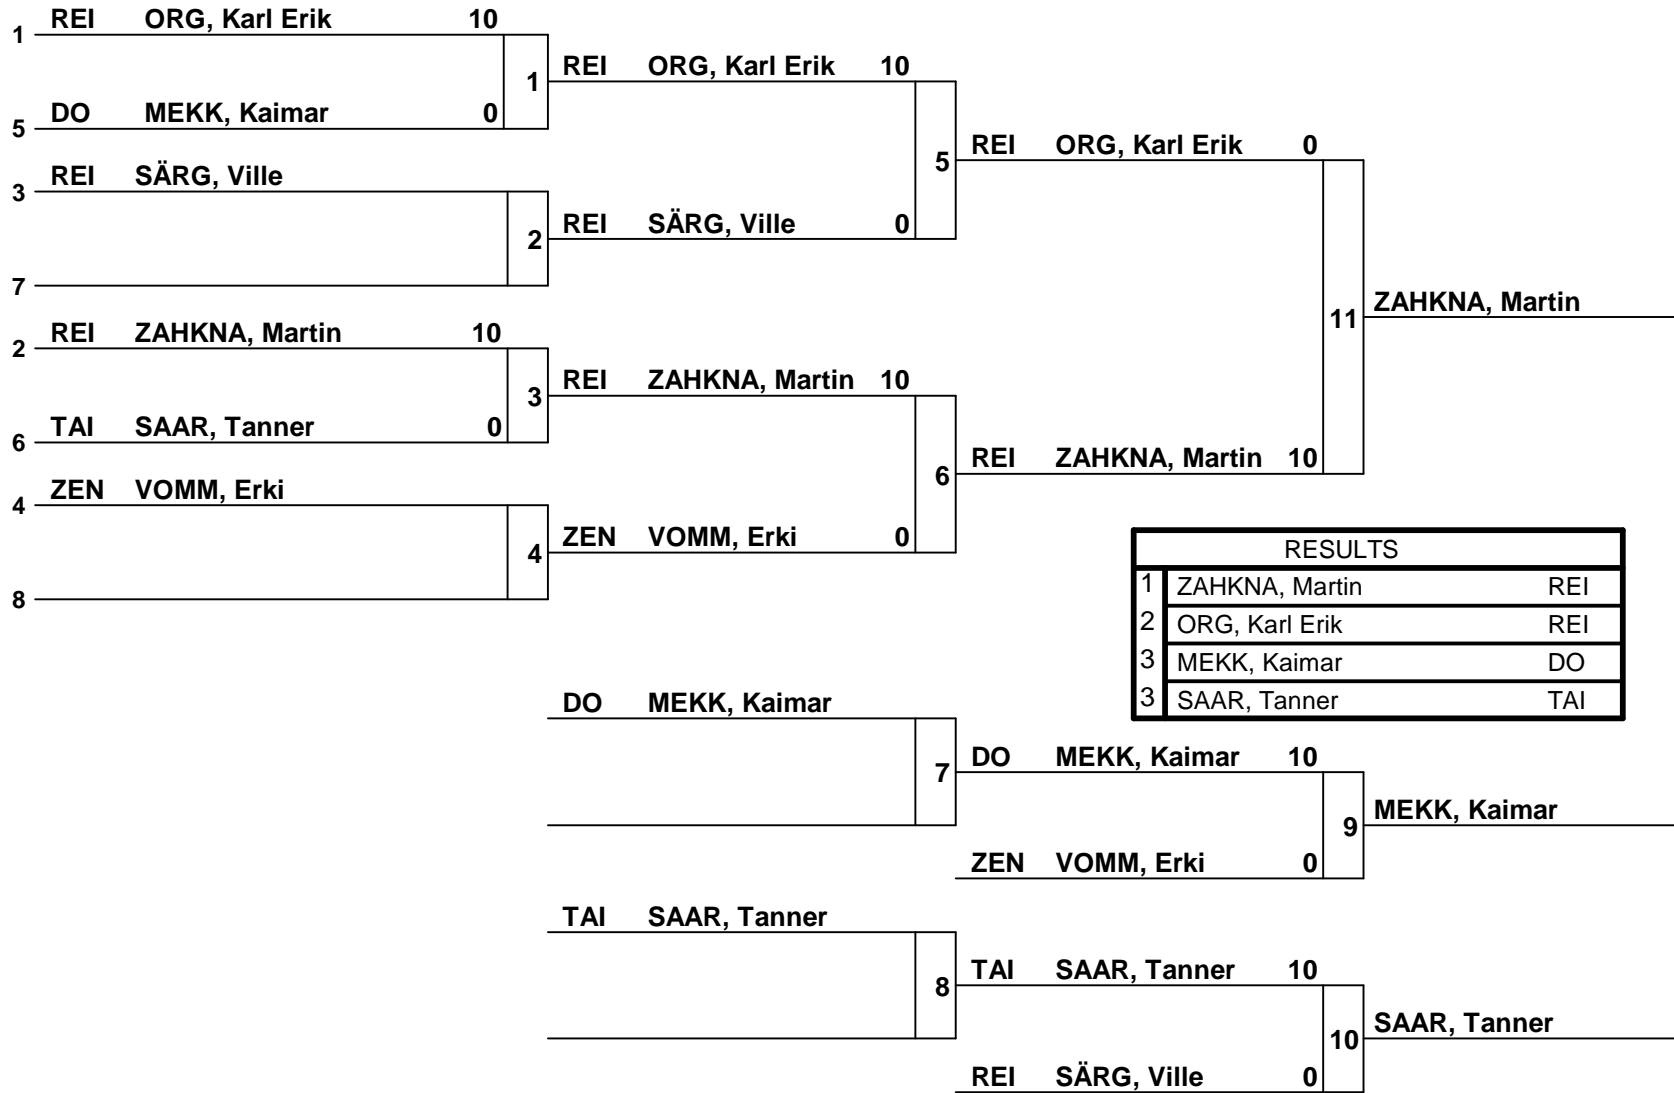 1 REI ORG, Karl Erik 10
1
5 DO MEKK, Kaimar 0
REI ORG, Karl Erik 10
3 REI SÄRG, Ville
2
7
REI SÄRG, Ville 0
5
REI ORG, Karl Erik 0
2 REI ZAHKNA, Martin 10
3
6 TAI SAAR, Tanner 0
REI ZAHKNA, Martin 10
4 ZEN VOMM, Erki
4
8
ZEN VOMM, Erki 0
6
REI ZAHKNA, Martin 10
11
ZAHKNA, Martin
RESULTS
1 ZAHKNA, Martin REI
2 ORG, Karl Erik REI
3 MEKK, Kaimar DO
3 SAAR, Tanner TAI
DO MEKK, Kaimar
7
DO MEKK, Kaimar 10
9
MEKK, Kaimar
ZEN VOMM, Erki 0
TAI SAAR, Tanner
8
TAI SAAR, Tanner 10
10
SAAR, Tanner
REI SÄRG, Ville 0